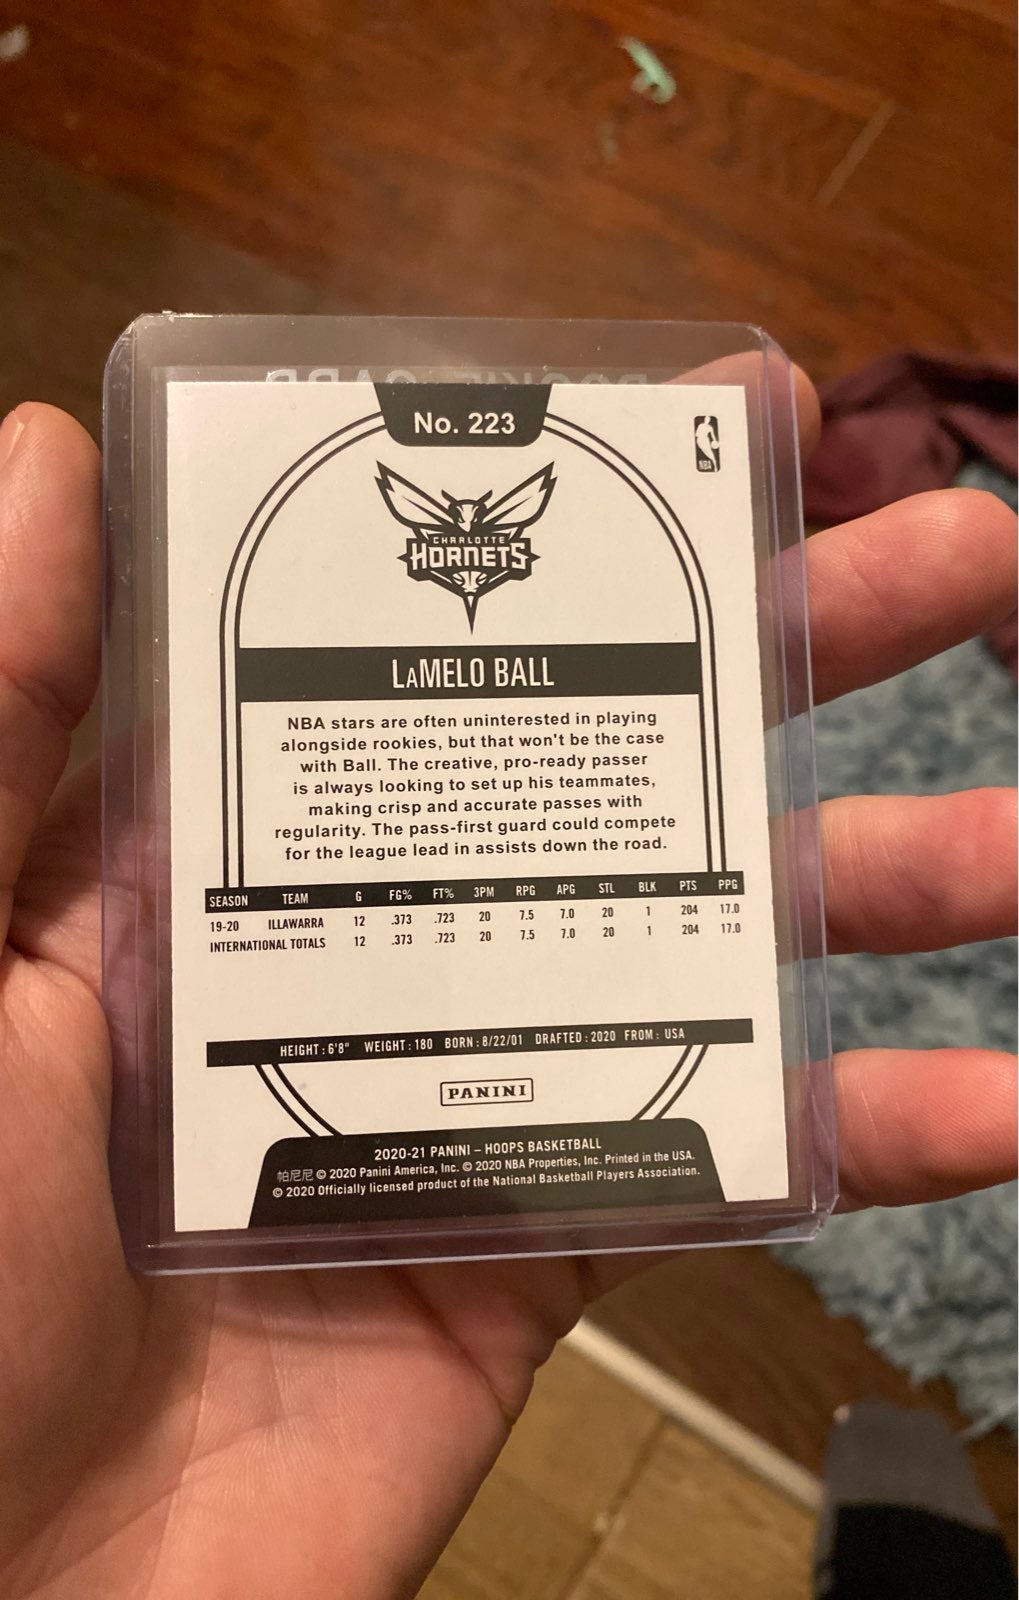 ROOKIE CARD
No. 223
NBA
CHARLOTTE
HORNETS
LaMELO BALL
NBA stars are often uninterested in playing
alongside rookies, but that won't be the case
with Ball. The creative, pro-ready passer
is always looking to set up his teammates,
making crisp and accurate passes with
regularity. The pass-first guard could compete
for the league lead in assists down the road.
SEASON TEAM G FG% FT% 3PM RPG APG STL BLK PTS PPG
19-20 ILLAWARRA 12 .373 .723 20 7.5 7.0 20 1 204 17.0
INTERNATIONAL TOTALS 12 .373 .723 20 7.5 7.0 20 1 204 17.0
HEIGHT: 6'8" WEIGHT: 180 BORN: 8/22/01 DRAFTED: 2020 FROM: USA
PANINI
2020-21 PANINI – HOOPS BASKETBALL
帕尼尼 © 2020 Panini America, Inc. © 2020 NBA Properties, Inc. Printed in the USA.
© 2020 Officially licensed product of the National Basketball Players Association.